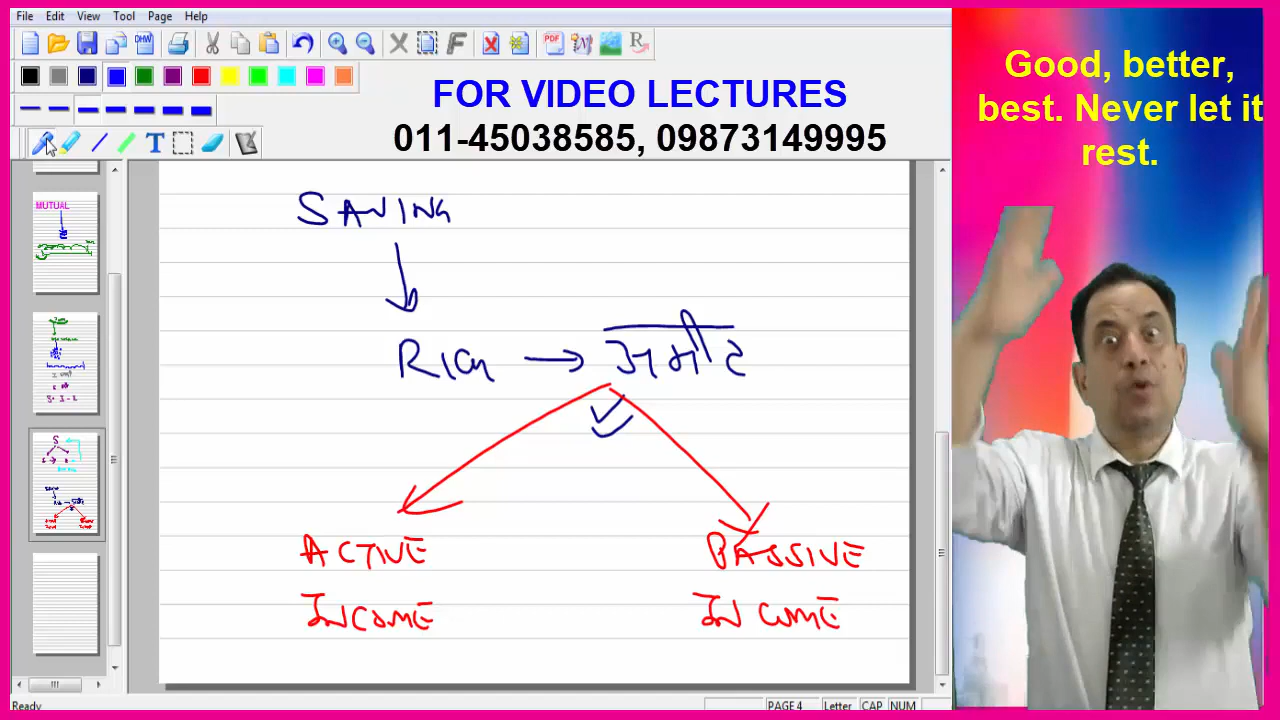 File Edit View Tool Page Help
FOR VIDEO LECTURES
011-45038585, 09873149995
Good, better,
best. Never let it
rest.
MUTUAL
SAVING
RICH → अमीर
ACTIVE
INCOME
PASSIVE
INCOME
Ready
PAGE 4 Letter CAP NUM